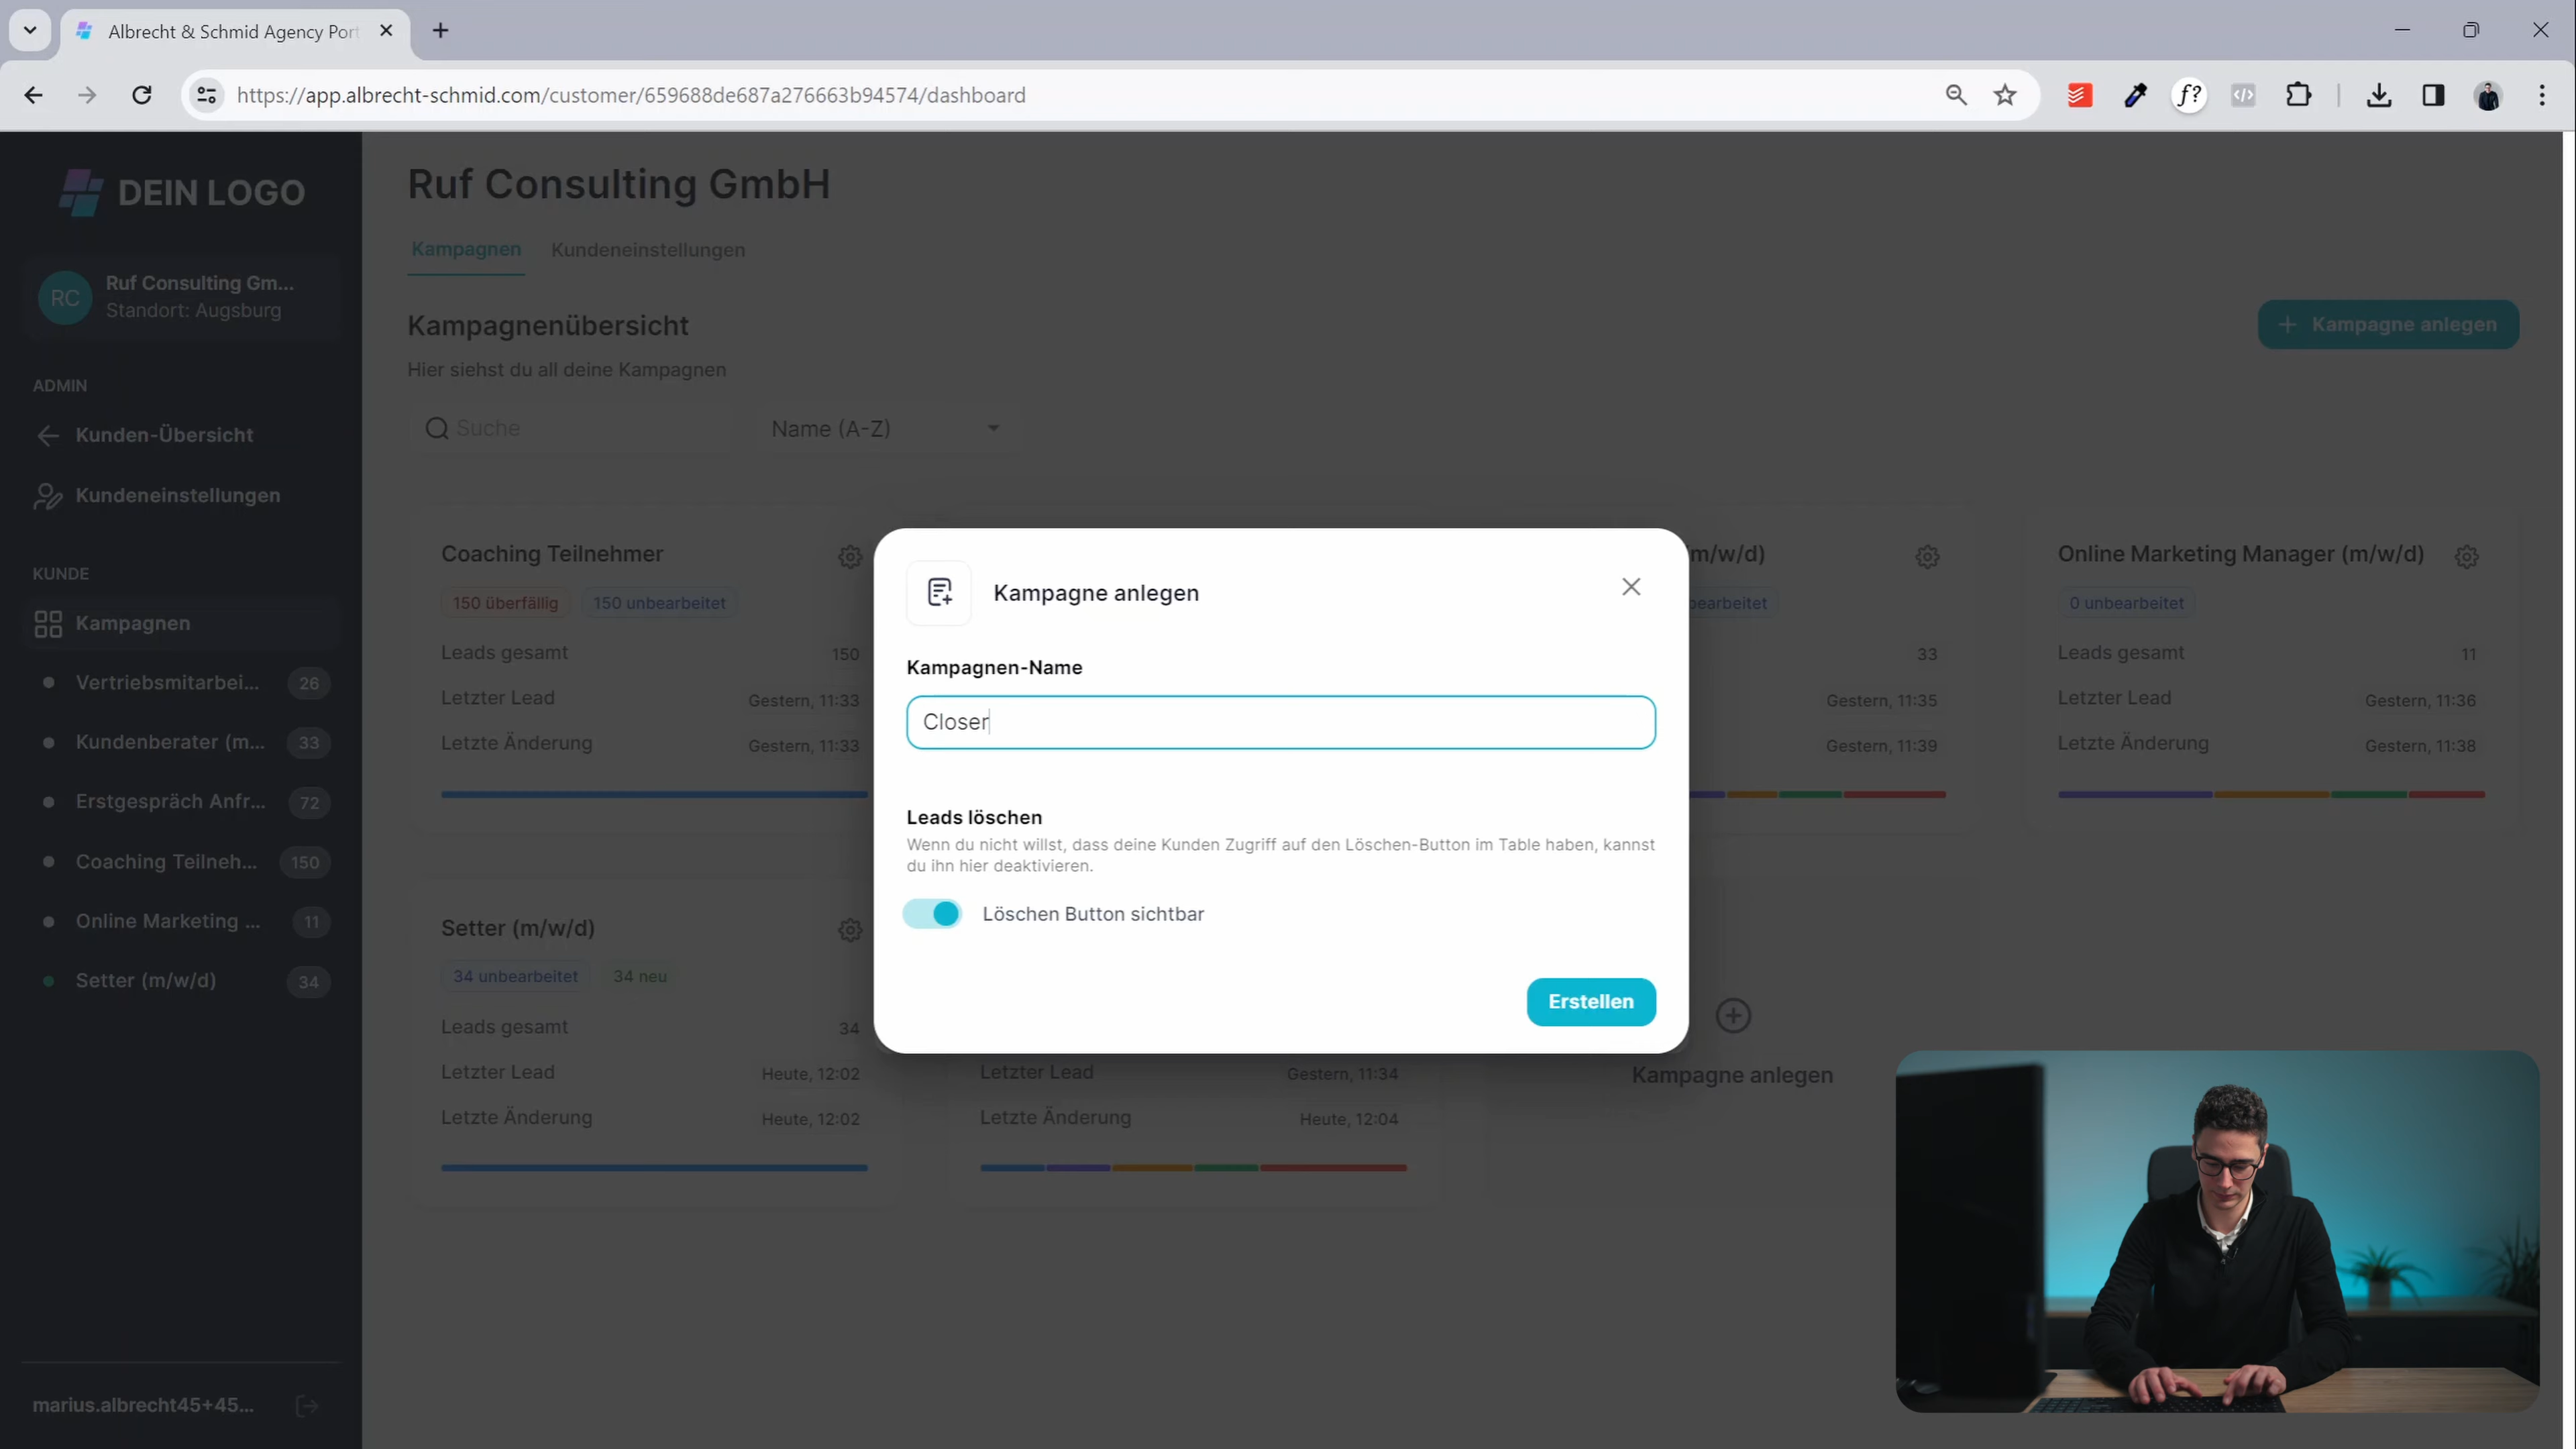 Albrecht & Schmid Agency Port
https://app.albrecht-schmid.com/customer/659688de687a276663b94574/dashboard
f?
DEIN LOGO
RC
Ruf Consulting Gm...
Standort: Augsburg
ADMIN
Kunden-Übersicht
Kundeneinstellungen
KUNDE
Kampagnen
Vertriebsmitarbei... 26
Kundenberater (m... 33
Erstgespräch Anfr... 72
Coaching Teilneh... 150
Online Marketing ... 11
Setter (m/w/d) 34
marius.albrecht45+45...
Ruf Consulting GmbH
Kampagnen Kundeneinstellungen
Kampagnenübersicht
Hier siehst du all deine Kampagnen
+ Kampagne anlegen
Suche
Name (A-Z)
Coaching Teilnehmer
150 überfällig 150 unbearbeitet
Leads gesamt 150
Letzter Lead Gestern, 11:33
Letzte Änderung Gestern, 11:33
m/w/d)
bearbeitet
33
Gestern, 11:35
Gestern, 11:39
Online Marketing Manager (m/w/d)
0 unbearbeitet
Leads gesamt 11
Letzter Lead Gestern, 11:36
Letzte Änderung Gestern, 11:38
Setter (m/w/d)
34 unbearbeitet 34 neu
Leads gesamt 34
Letzter Lead Heute, 12:02
Letzte Änderung Heute, 12:02
Letzter Lead Gestern, 11:34
Letzte Änderung Heute, 12:04
Kampagne anlegen
Kampagne anlegen
Kampagnen-Name
Closer
Leads löschen
Wenn du nicht willst, dass deine Kunden Zugriff auf den Löschen-Button im Table haben, kannst
du ihn hier deaktivieren.
Löschen Button sichtbar
Erstellen